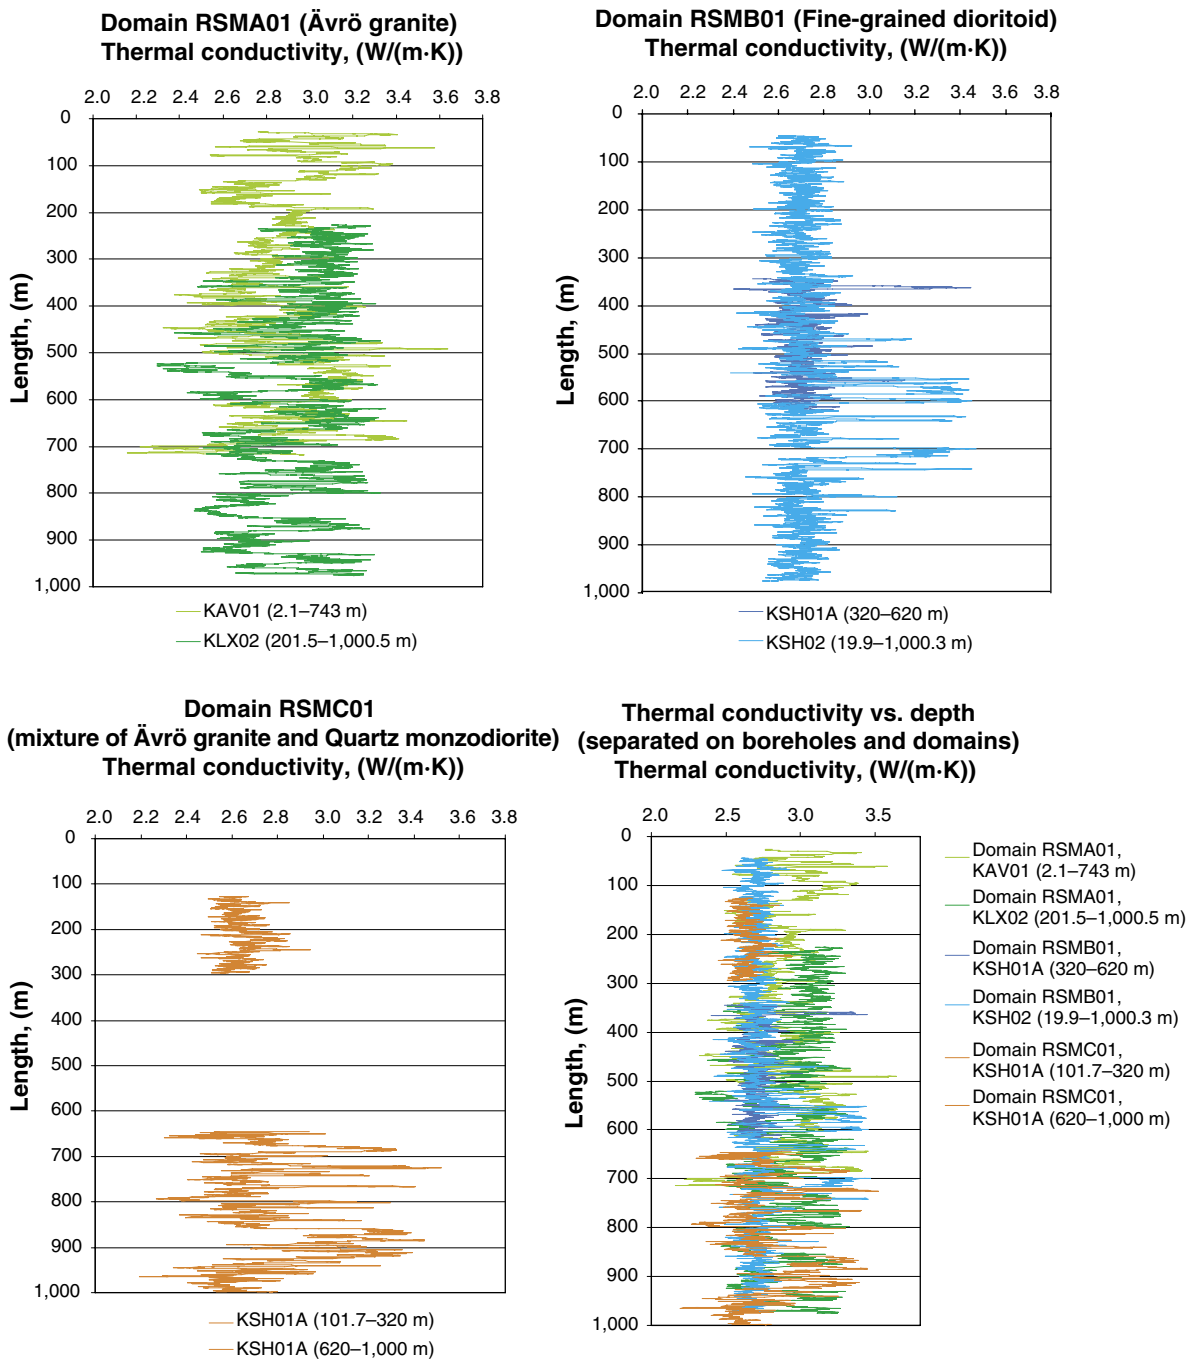 Domain RSMA01 (Ävrö granite)
Thermal conductivity, (W/(m·K))
2.0 2.2 2.4 2.6 2.8 3.0 3.2 3.4 3.6 3.8
0
100
200
300
400
500
600
700
800
900
1,000
Length, (m)
KAV01 (2.1–743 m)
KLX02 (201.5–1,000.5 m)
Domain RSMB01 (Fine-grained dioritoid)
Thermal conductivity, (W/(m·K))
2.0 2.2 2.4 2.6 2.8 3.0 3.2 3.4 3.6 3.8
0
100
200
300
400
500
600
700
800
900
1,000
Length, (m)
KSH01A (320–620 m)
KSH02 (19.9–1,000.3 m)
Domain RSMC01
(mixture of Ävrö granite and Quartz monzodiorite)
Thermal conductivity, (W/(m·K))
2.0 2.2 2.4 2.6 2.8 3.0 3.2 3.4 3.6 3.8
0
100
200
300
400
500
600
700
800
900
1,000
Length, (m)
KSH01A (101.7–320 m)
KSH01A (620–1,000 m)
Thermal conductivity vs. depth
(separated on boreholes and domains)
Thermal conductivity, (W/(m·K))
2.0 2.5 3.0 3.5
0
100
200
300
400
500
600
700
800
900
1,000
Length, (m)
Domain RSMA01,
KAV01 (2.1–743 m)
Domain RSMA01,
KLX02 (201.5–1,000.5 m)
Domain RSMB01,
KSH01A (320–620 m)
Domain RSMB01,
KSH02 (19.9–1,000.3 m)
Domain RSMC01,
KSH01A (101.7–320 m)
Domain RSMC01,
KSH01A (620–1,000 m)